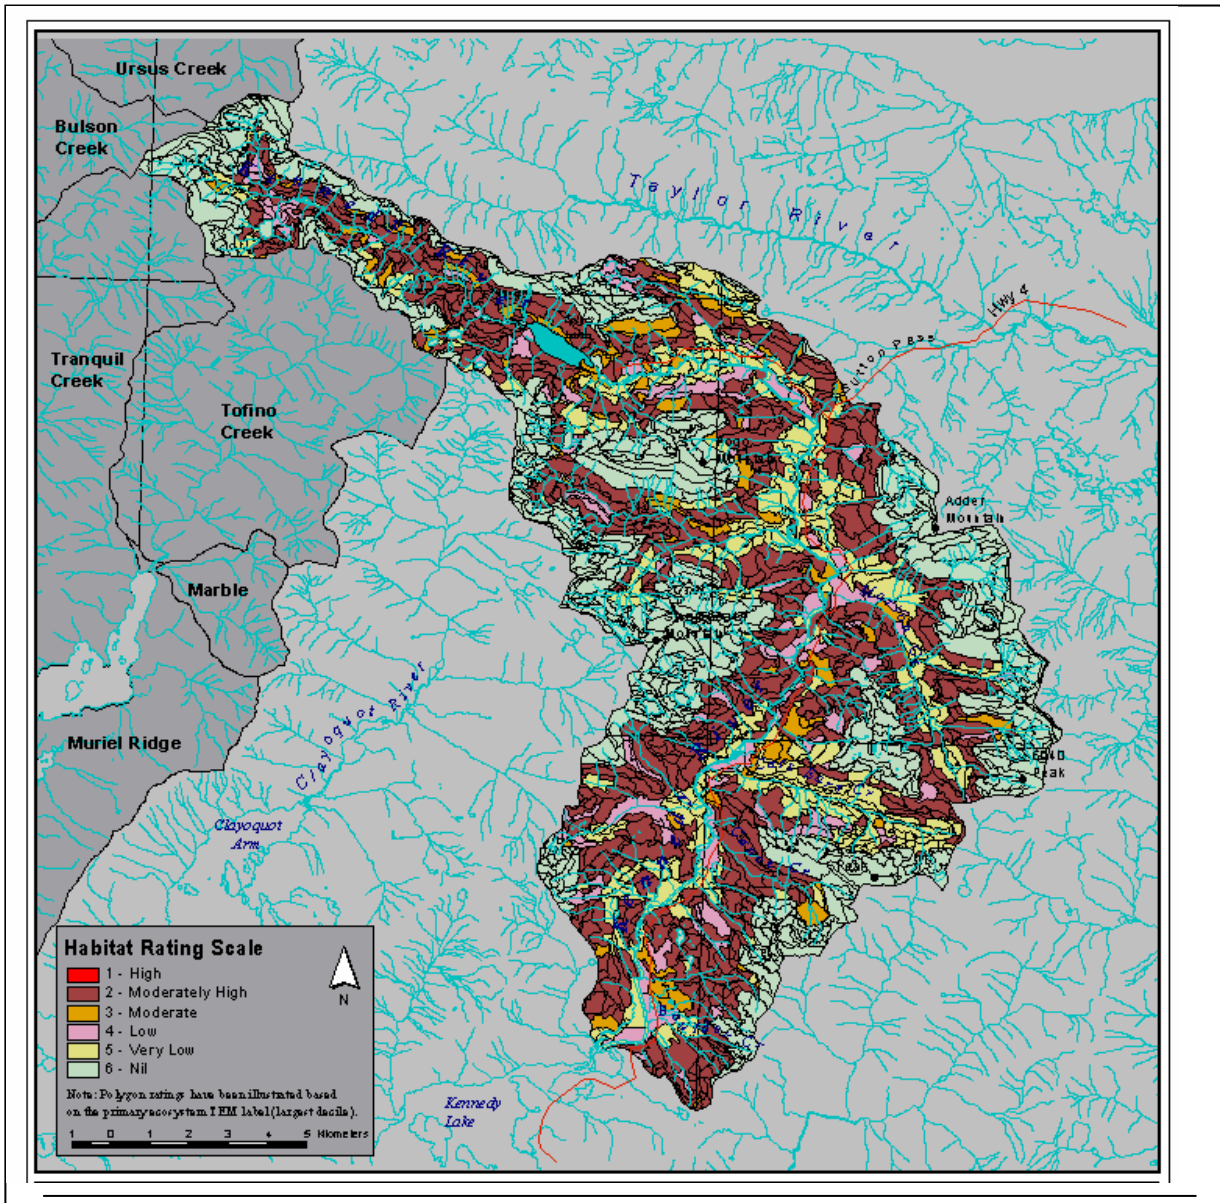 Ursus Creek
Bulson
Creek
Taylor River
Hwy 4
Sutton Pass
Tranquil
Creek
Tofino
Creek
Adder
Mountain
Marble
Clayoquot River
Muriel Ridge
Peak
Clayoquot
Arm
Habitat Rating Scale
1 - High
2 - Moderately High
3 - Moderate
4 - Low
5 - Very Low
6 - Nil
N
Note: Polygon ratings have been illustrated based
on the primary ecosystem TEM label (largest decile).
1 0 1 2 3 4 5 Kilometers
Kennedy
Lake